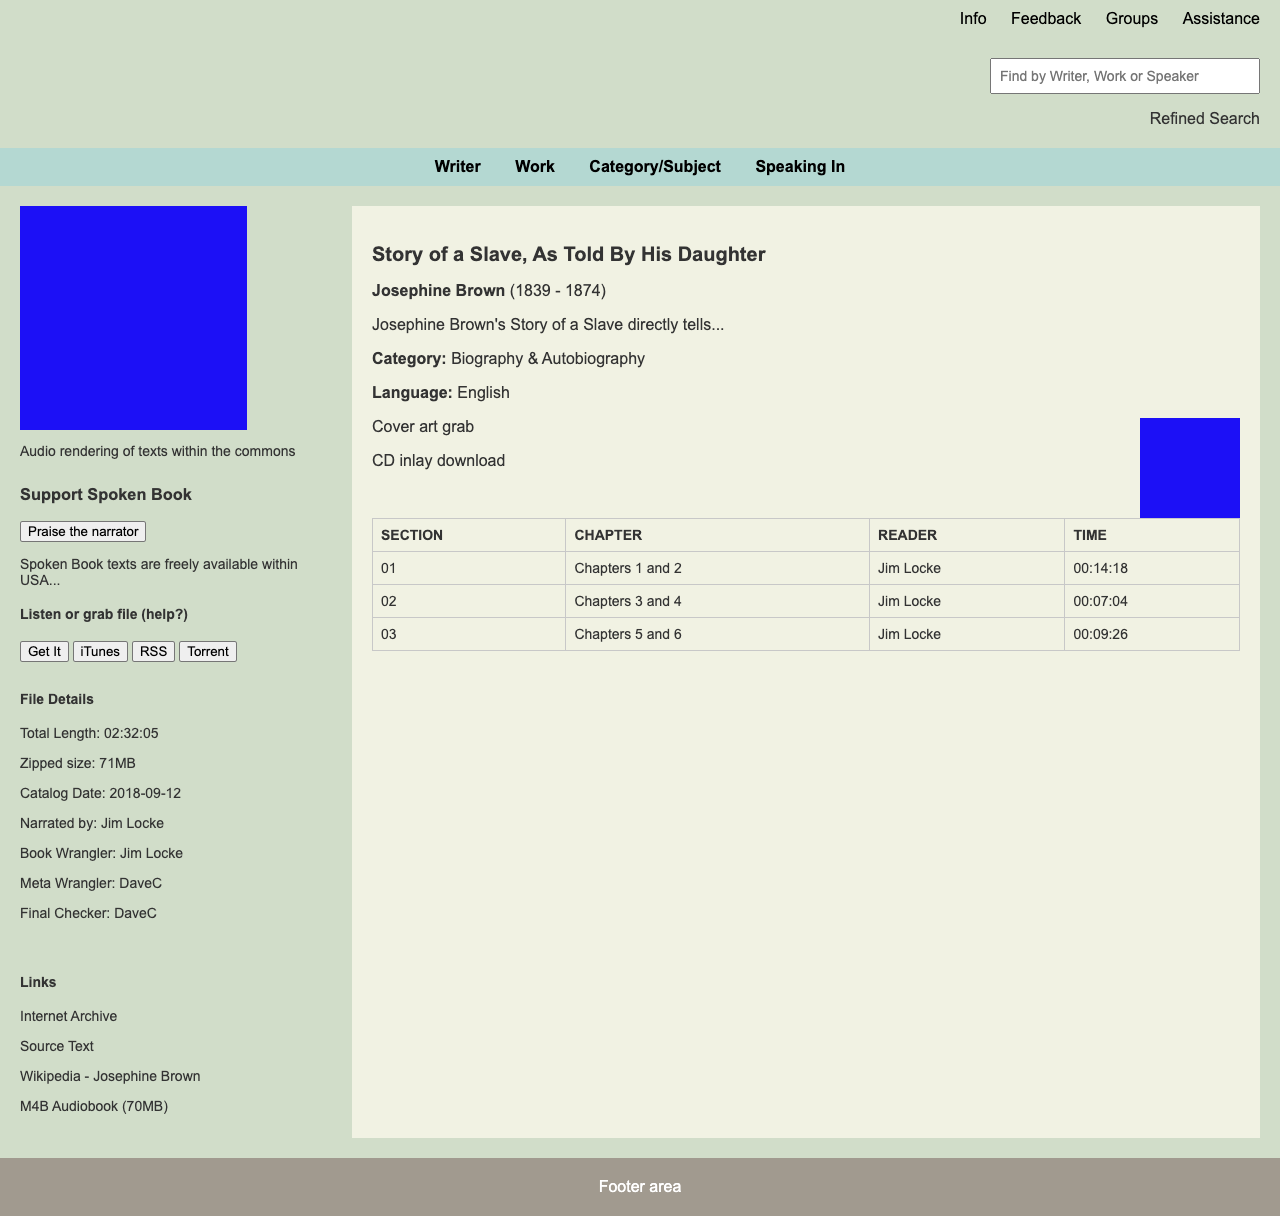 Info Feedback Groups Assistance
Find by Writer, Work or Speaker
Refined Search
Writer Work Category/Subject Speaking In
Audio rendering of texts within the commons
Support Spoken Book
Praise the narrator
Spoken Book texts are freely available within
USA...
Listen or grab file (help?)
Get It iTunes RSS Torrent
File Details
Total Length: 02:32:05
Zipped size: 71MB
Catalog Date: 2018-09-12
Narrated by: Jim Locke
Book Wrangler: Jim Locke
Meta Wrangler: DaveC
Final Checker: DaveC
Links
Internet Archive
Source Text
Wikipedia - Josephine Brown
M4B Audiobook (70MB)
Story of a Slave, As Told By His Daughter
Josephine Brown (1839 - 1874)
Josephine Brown's Story of a Slave directly tells...
Category: Biography & Autobiography
Language: English
Cover art grab
CD inlay download
SECTION CHAPTER READER TIME
01 Chapters 1 and 2 Jim Locke 00:14:18
02 Chapters 3 and 4 Jim Locke 00:07:04
03 Chapters 5 and 6 Jim Locke 00:09:26
Footer area